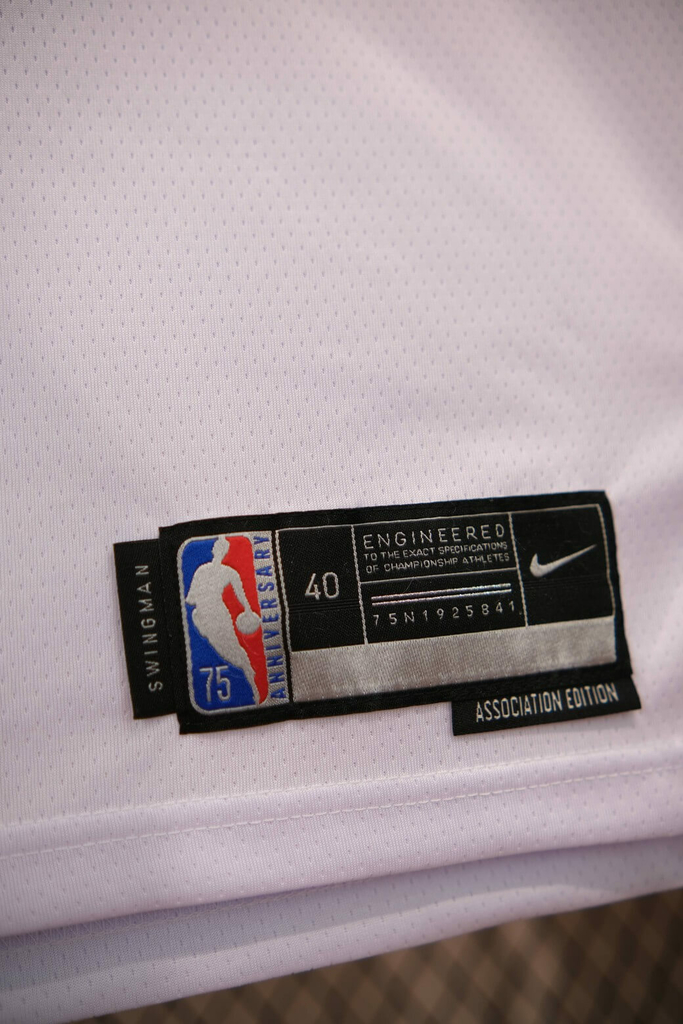 SWINGMAN
75
ANNIVERSARY
40
ENGINEERED
TO THE EXACT SPECIFICATIONS
OF CHAMPIONSHIP ATHLETES
75N1925841
ASSOCIATION EDITION